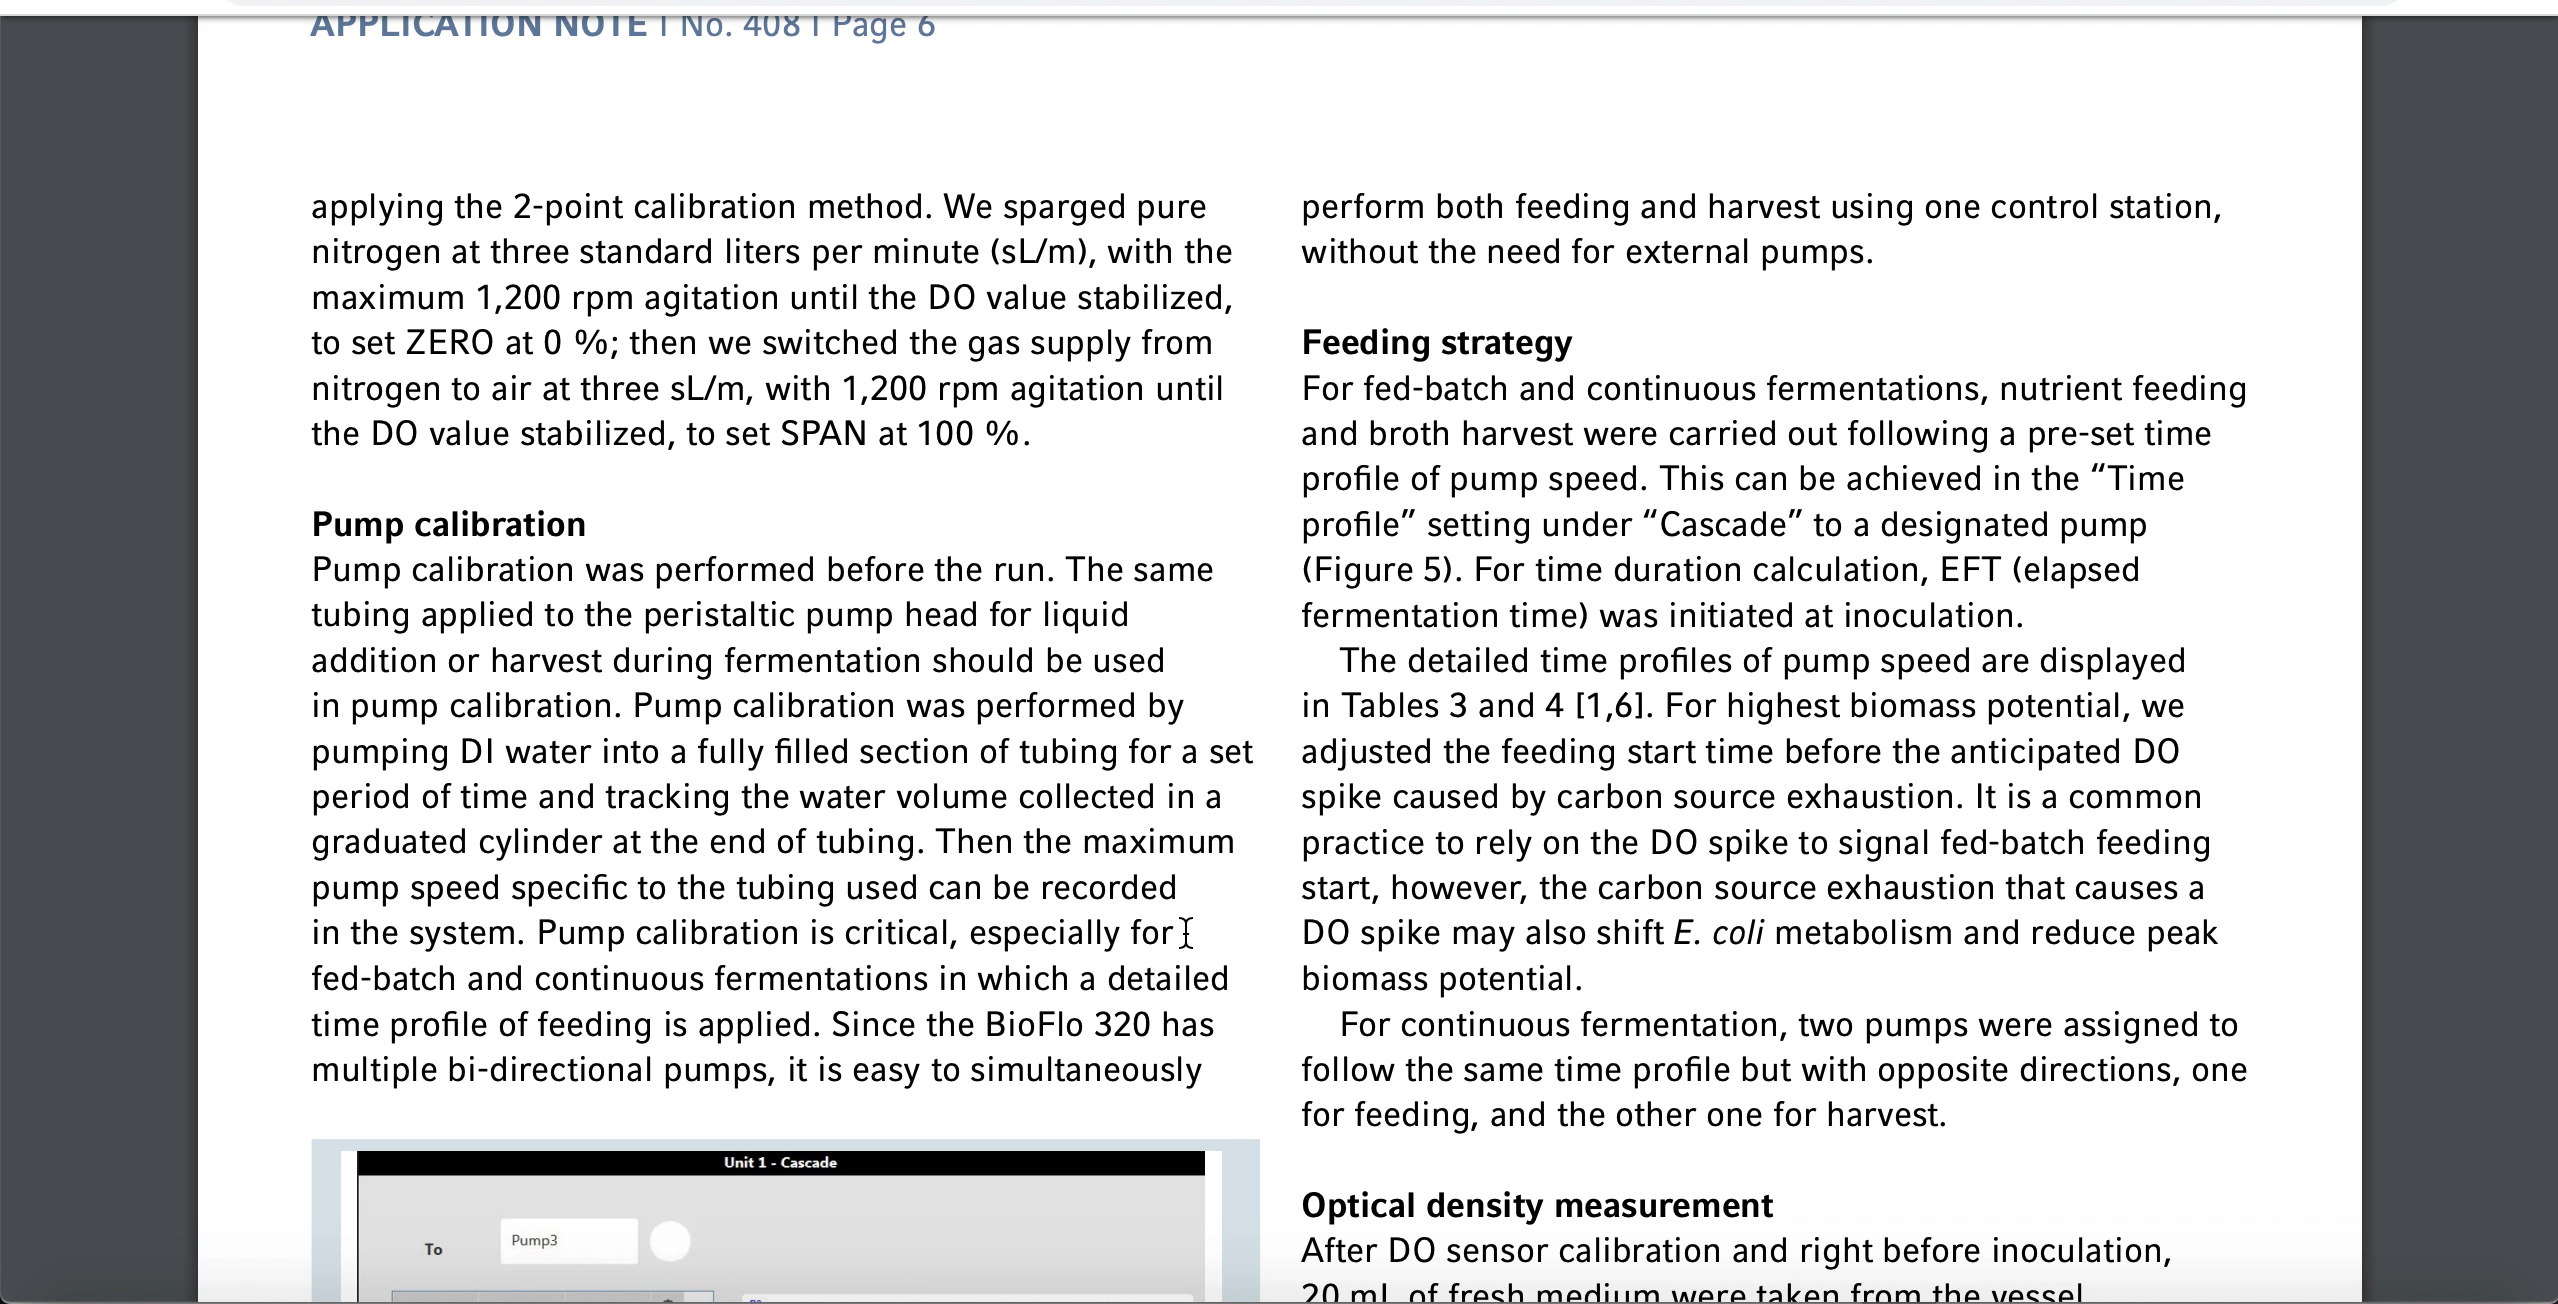 APPLICATION NOTE | No. 408 | Page 6
applying the 2-point calibration method. We sparged pure
nitrogen at three standard liters per minute (sL/m), with the
maximum 1,200 rpm agitation until the DO value stabilized,
to set ZERO at 0 %; then we switched the gas supply from
nitrogen to air at three sL/m, with 1,200 rpm agitation until
the DO value stabilized, to set SPAN at 100 %.
Pump calibration
Pump calibration was performed before the run. The same
tubing applied to the peristaltic pump head for liquid
addition or harvest during fermentation should be used
in pump calibration. Pump calibration was performed by
pumping DI water into a fully filled section of tubing for a set
period of time and tracking the water volume collected in a
graduated cylinder at the end of tubing. Then the maximum
pump speed specific to the tubing used can be recorded
in the system. Pump calibration is critical, especially for
fed-batch and continuous fermentations in which a detailed
time profile of feeding is applied. Since the BioFlo 320 has
multiple bi-directional pumps, it is easy to simultaneously
Unit 1 - Cascade
To
Pump3
perform both feeding and harvest using one control station,
without the need for external pumps.
Feeding strategy
For fed-batch and continuous fermentations, nutrient feeding
and broth harvest were carried out following a pre-set time
profile of pump speed. This can be achieved in the “Time
profile” setting under “Cascade” to a designated pump
(Figure 5). For time duration calculation, EFT (elapsed
fermentation time) was initiated at inoculation.
The detailed time profiles of pump speed are displayed
in Tables 3 and 4 [1,6]. For highest biomass potential, we
adjusted the feeding start time before the anticipated DO
spike caused by carbon source exhaustion. It is a common
practice to rely on the DO spike to signal fed-batch feeding
start, however, the carbon source exhaustion that causes a
DO spike may also shift E. coli metabolism and reduce peak
biomass potential.
For continuous fermentation, two pumps were assigned to
follow the same time profile but with opposite directions, one
for feeding, and the other one for harvest.
Optical density measurement
After DO sensor calibration and right before inoculation,
20 mL of fresh medium were taken from the vessel